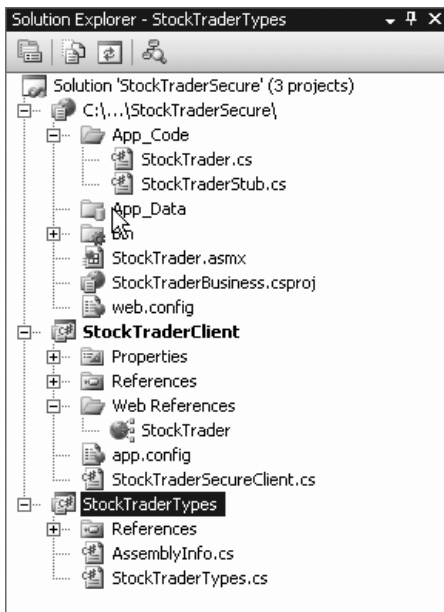 Solution Explorer - StockTraderTypes
Solution 'StockTraderSecure' (3 projects)
C:\...\StockTraderSecure\
App_Code
StockTrader.cs
StockTraderStub.cs
App_Data
Bin
StockTrader.asmx
StockTraderBusiness.csproj
web.config
StockTraderClient
Properties
References
Web References
StockTrader
app.config
StockTraderSecureClient.cs
StockTraderTypes
References
AssemblyInfo.cs
StockTraderTypes.cs